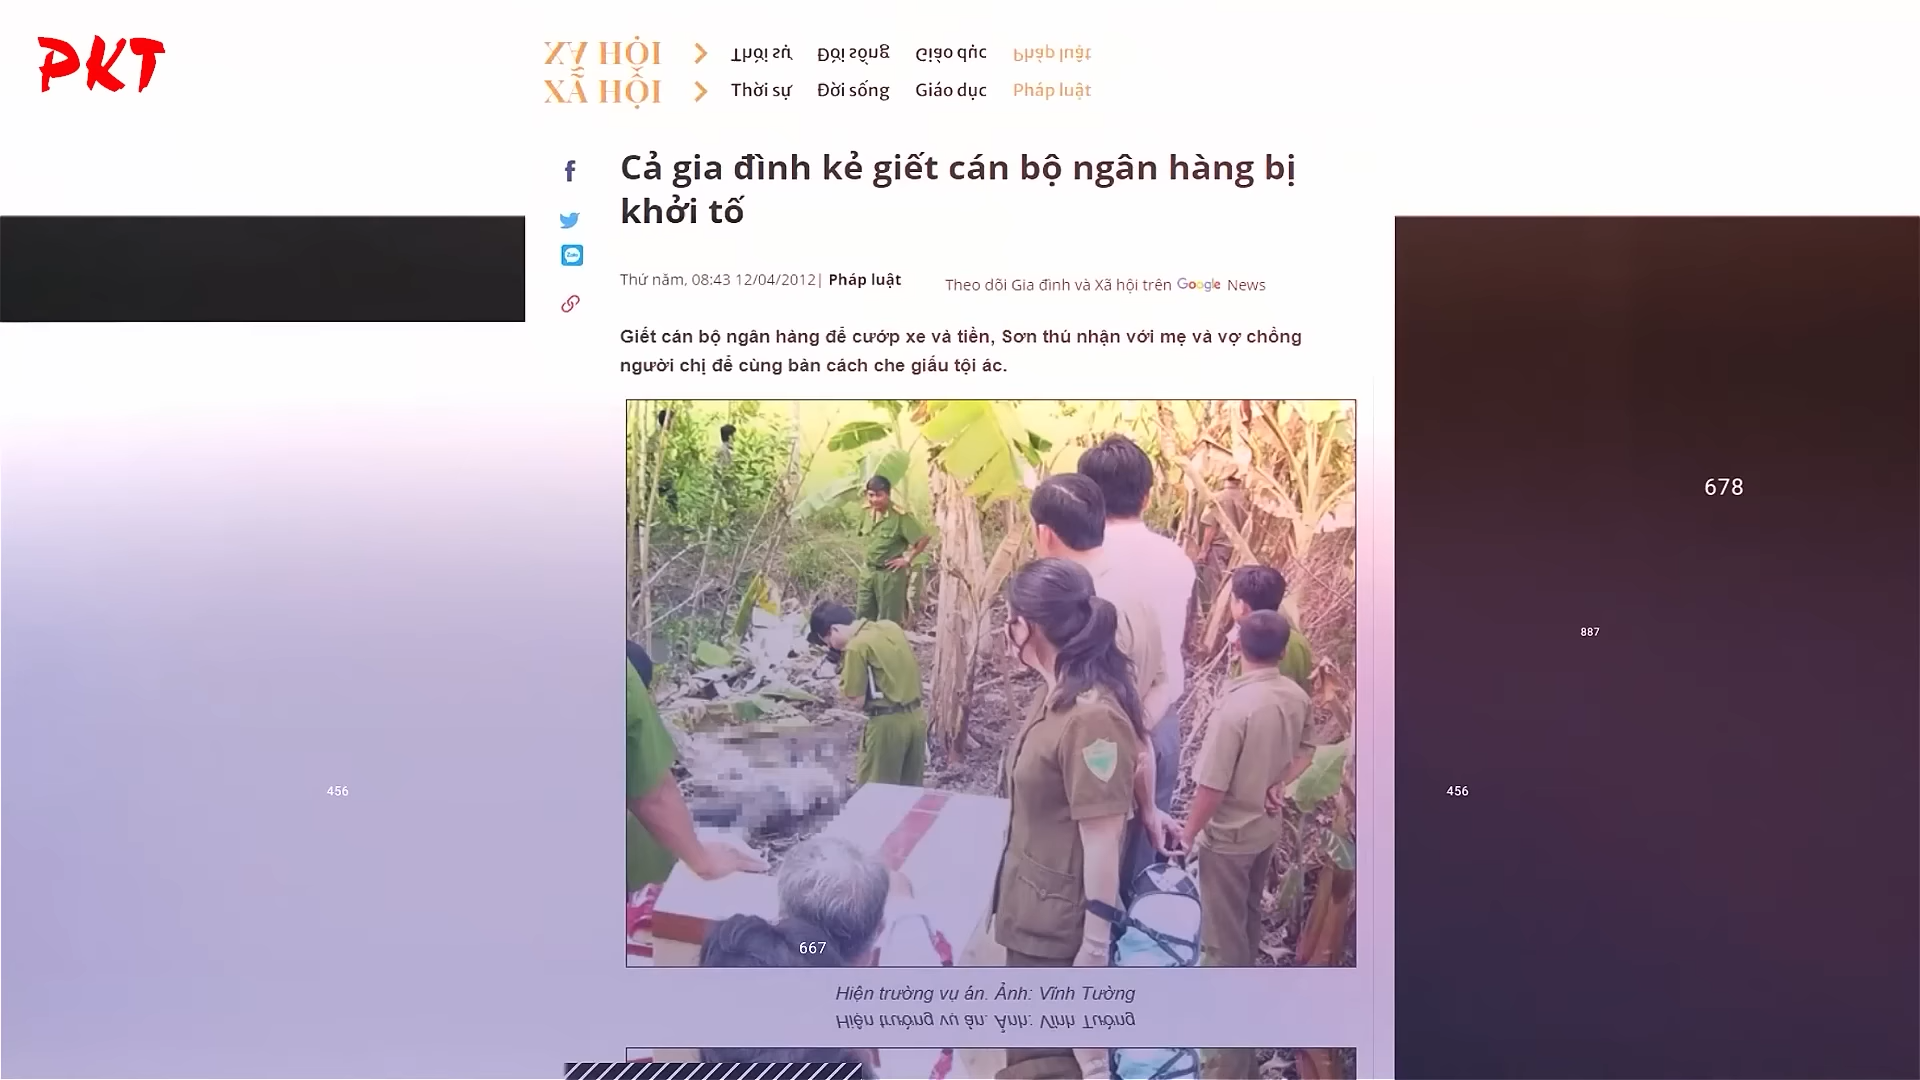 PKT
XÃ HỘI Thời sự Đời sống Giáo dục Pháp luật
XÃ HỘI Thời sự Đời sống Giáo dục Pháp luật
Cả gia đình kẻ giết cán bộ ngân hàng bị
khởi tố
Thứ năm, 08:43 12/04/2012| Pháp luật
Theo dõi Gia đình và Xã hội trên Google News
Giết cán bộ ngân hàng để cướp xe và tiền, Sơn thú nhận với mẹ và vợ chồng
người chị để cùng bàn cách che giấu tội ác.
678
887
456
456
667
Hiện trường vụ án. Ảnh: Vĩnh Tường
Hiện trường vụ án. Ảnh: Vĩnh Tường